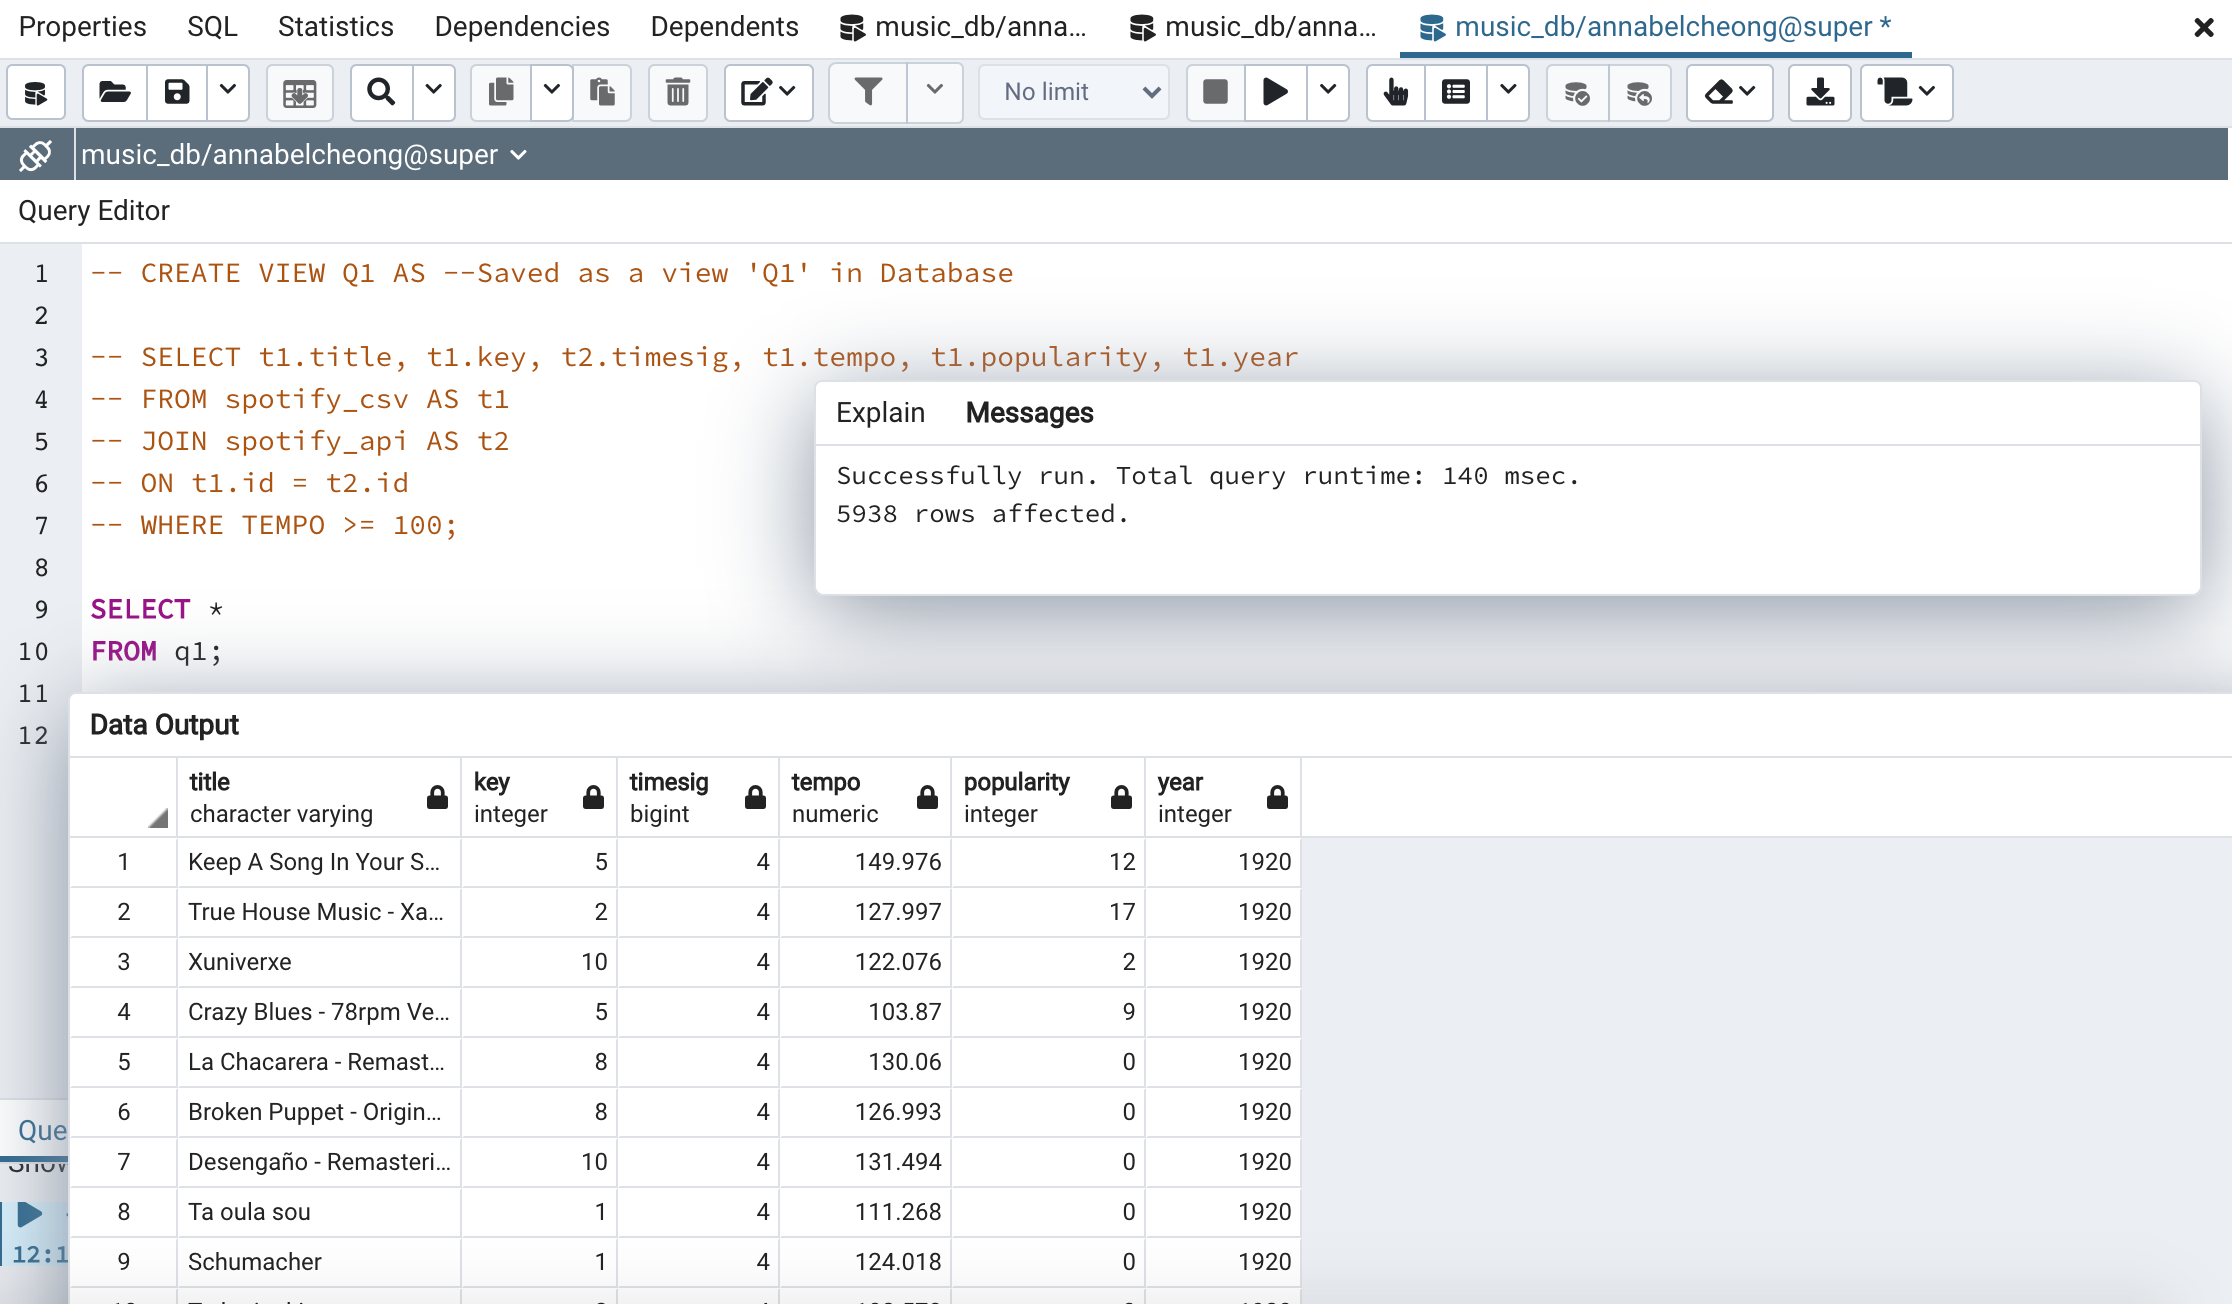 Properties SQL Statistics Dependencies Dependents music_db/anna... music_db/anna... music_db/annabelcheong@super *
No limit
music_db/annabelcheong@super
Query Editor
1 -- CREATE VIEW Q1 AS --Saved as a view 'Q1' in Database
2
3 -- SELECT t1.title, t1.key, t2.timesig, t1.tempo, t1.popularity, t1.year
4 -- FROM spotify_csv AS t1
5 -- JOIN spotify_api AS t2
6 -- ON t1.id = t2.id
7 -- WHERE TEMPO >= 100;
8
9 SELECT *
10 FROM q1;
11
12
Explain Messages
Successfully run. Total query runtime: 140 msec.
5938 rows affected.
Data Output
title key timesig tempo popularity year
character varying integer bigint numeric integer integer
1 Keep A Song In Your S... 5 4 149.976 12 1920
2 True House Music - Xa... 2 4 127.997 17 1920
3 Xuniverxe 10 4 122.076 2 1920
4 Crazy Blues - 78rpm Ve... 5 4 103.87 9 1920
5 La Chacarera - Remast... 8 4 130.06 0 1920
6 Broken Puppet - Origin... 8 4 126.993 0 1920
7 Desengaño - Remasteri... 10 4 131.494 0 1920
8 Ta oula sou 1 4 111.268 0 1920
9 Schumacher 1 4 124.018 0 1920
Que
12:1